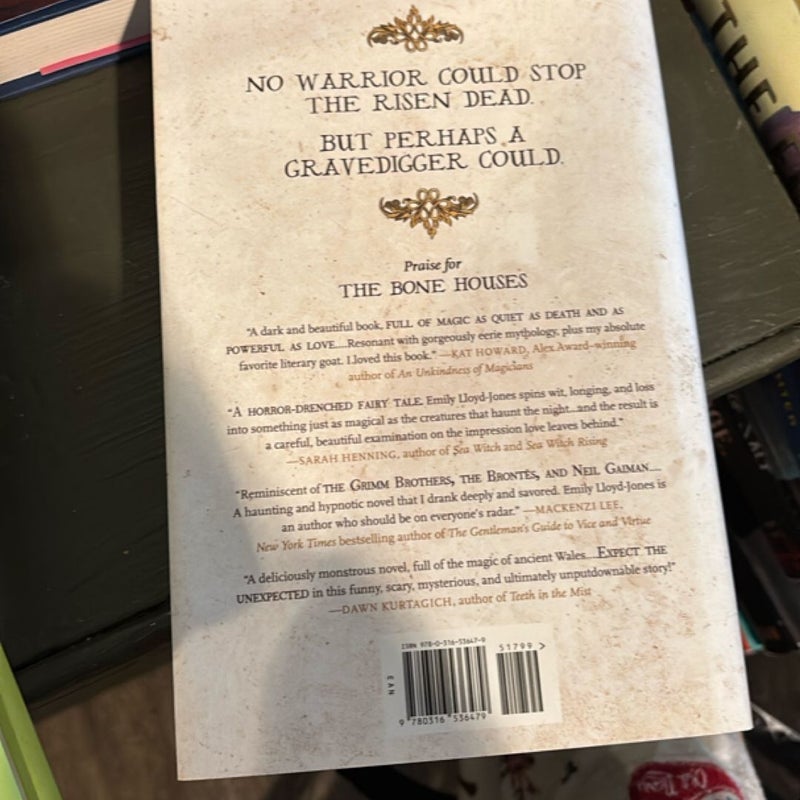 NO WARRIOR COULD STOP
THE RISEN DEAD.
BUT PERHAPS A
GRAVEDIGGER COULD.
Praise for
THE BONE HOUSES
"A dark and beautiful book, FULL OF MAGIC AS QUIET AS DEATH AND AS
POWERFUL AS LOVE....Resonant with gorgeously eerie mythology, plus my absolute
favorite literary goat. I loved this book." —KAT HOWARD, Alex Award–winning
author of An Unkindness of Magicians
"A HORROR-DRENCHED FAIRY TALE. Emily Lloyd-Jones spins wit, longing, and loss
into something just as magical as the creatures that haunt the night...and the result is
a careful, beautiful examination on the impression love leaves behind."
—SARAH HENNING, author of Sea Witch and Sea Witch Rising
"Reminiscent of THE GRIMM BROTHERS, THE BRONTËS, AND NEIL GAIMAN....
A haunting and hypnotic novel that I drank deeply and savored. Emily Lloyd-Jones is
an author who should be on everyone's radar." —MACKENZI LEE,
New York Times bestselling author of The Gentleman's Guide to Vice and Virtue
"A deliciously monstrous novel, full of the magic of ancient Wales....EXPECT THE
UNEXPECTED in this funny, scary, mysterious, and ultimately unputdownable story!"
—DAWN KURTAGICH, author of Teeth in the Mist
ISBN 978-0-316-53647-9
51799 >
EAN
9 780316 536479
THE